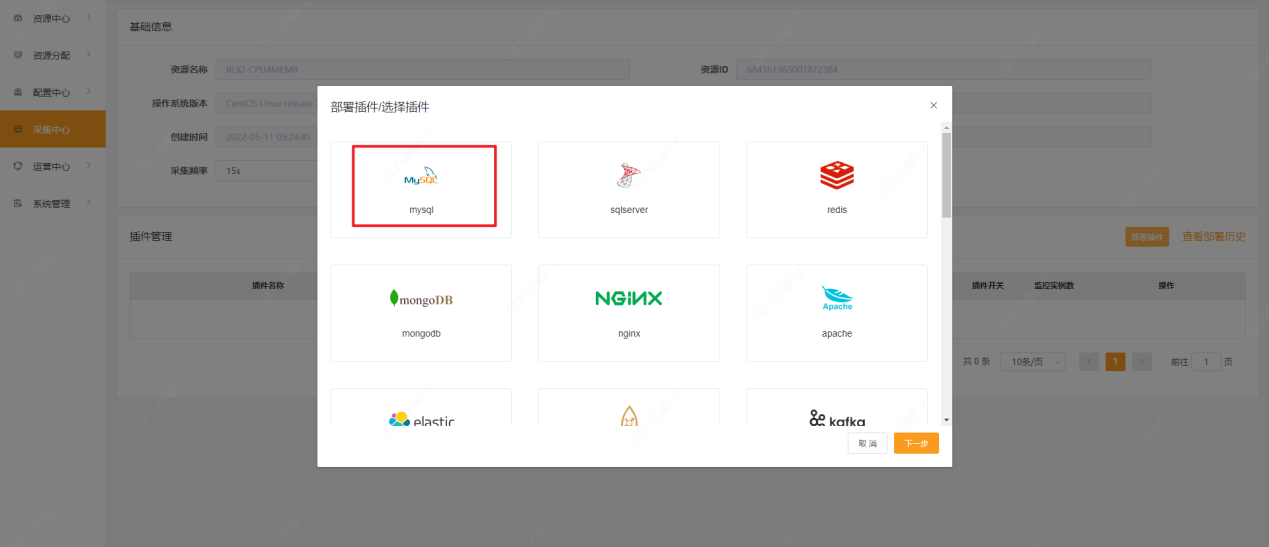 资源中心
资源分配
配置中心
采集中心
运营中心
系统管理
基础信息
资源名称 RUKI-CPU4MEM8 资源ID 684161363001872384
操作系统版本 CentOS Linux release
创建时间 2022-05-11 09:24:45
采集频率 15s
插件管理 部署插件 查看部署历史
插件名称 插件开关 监控实例数 操作
共 0 条 10条/页 1 前往 1 页
部署插件/选择插件
MySQL
mysql
sqlserver
redis
mongoDB
mongodb
NGiNX
nginx
Apache
apache
elastic
kafka
取 消 下一步